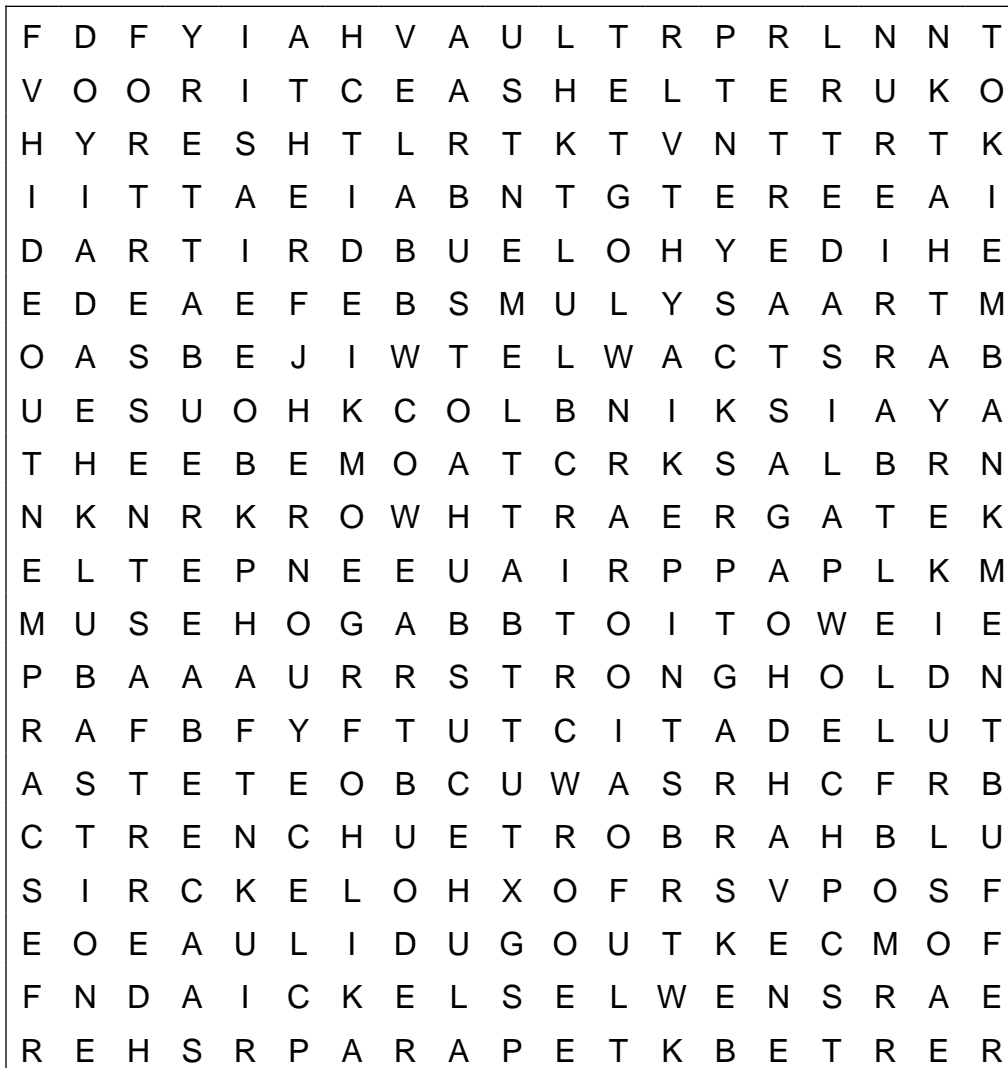 F D F Y I A H V A U L T R P R L N N T
V O O R I T C E A S H E L T E R U K O
H Y R E S H T L R T K T V N T T R T K
I I T T A E I A B N T G T E R E E A I
D A R T I R D B U E L O H Y E D I H E
E D E A E F E B S M U L Y S A A R T M
O A S B E J I W T E L W A C T S R A B
U E S U O H K C O L B N I K S I A Y A
T H E E B E M O A T C R K S A L B R N
N K N R K R O W H T R A E R G A T E K
E L T E P N E E U A I R P P A P L K M
M U S E H O G A B B T O I T O W E I E
P B A A A U R R S T R O N G H O L D N
R A F B F Y F T U T C I T A D E L U T
A S T E T E O B C U W A S R H C F R B
C T R E N C H U E T R O B R A H B L U
S I R C K E L O H X O F R S V P O S F
E O E A U L I D U G O U T K E C M O F
F N D A I C K E L S E L W E N S R A E
R E H S R P A R A P E T K B E T R E R